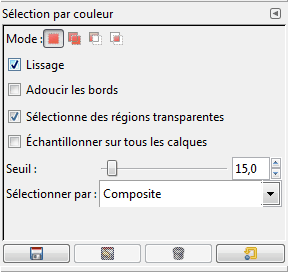 Sélection par couleur
Mode :
Lissage
Adoucir les bords
Sélectionne des régions transparentes
Échantillonner sur tous les calques
Seuil : 15,0
Sélectionner par : Composite